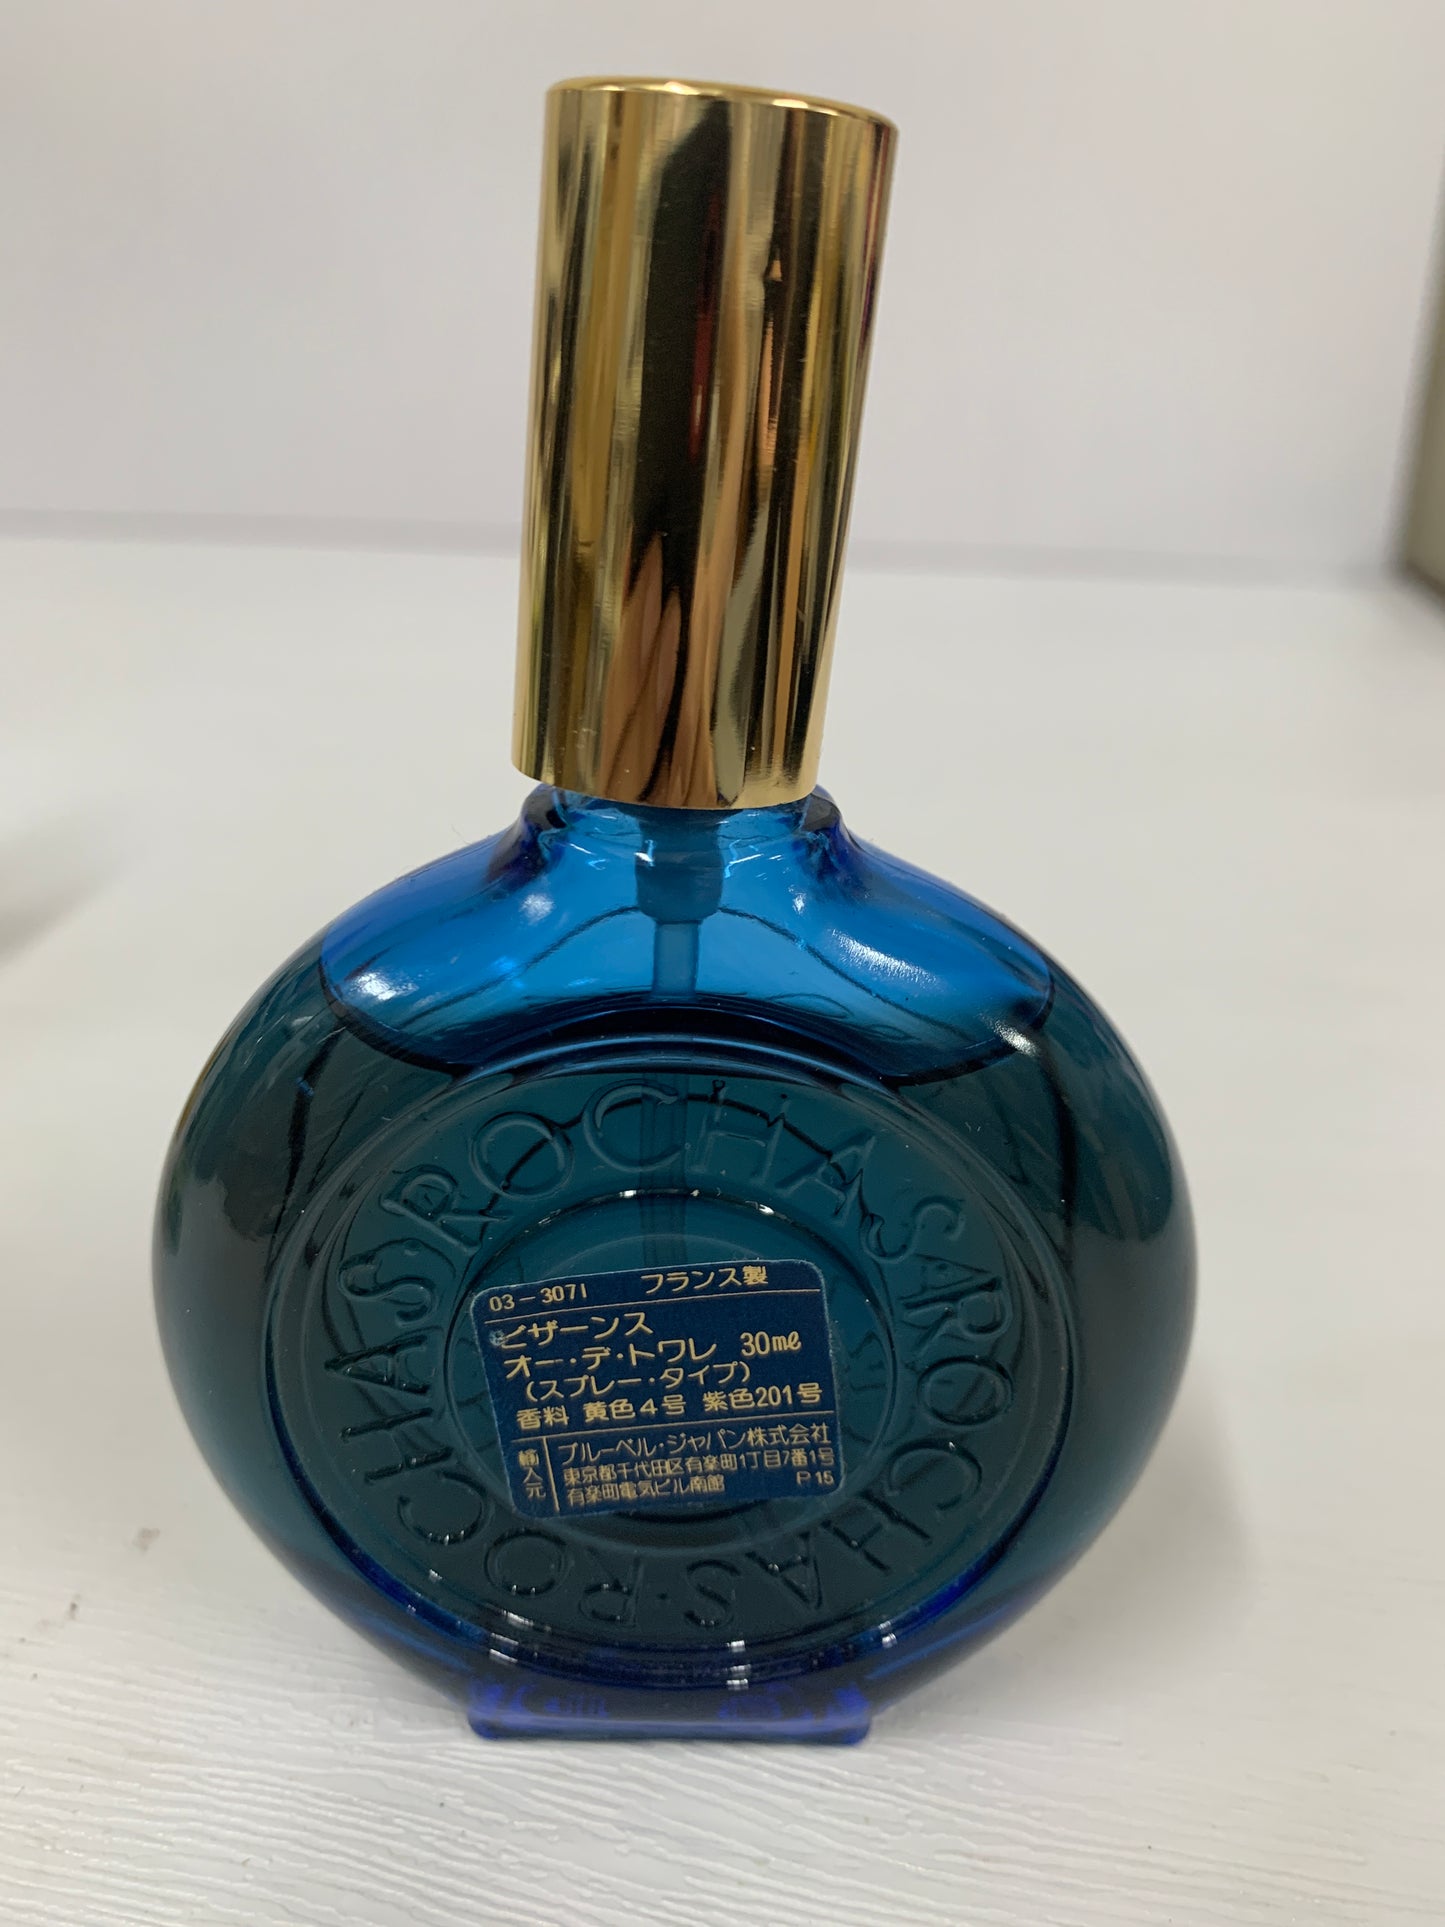 ROCHAS·ROCHAS·ROCHAS·ROCHAS
03-3071 フランス製
ビザーンス
オー・デ・トワレ 30ml
(スプレー・タイプ)
香料 黄色4号 紫色201号
輸入元
ブルーベル・ジャパン株式会社
東京都千代田区有楽町1丁目7番1号
有楽町電気ビル南館 P15